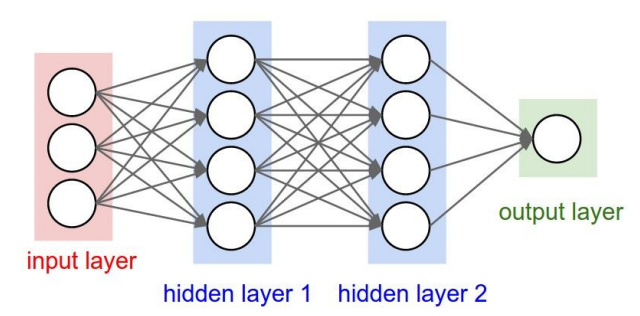 input layer
hidden layer 1
hidden layer 2
output layer